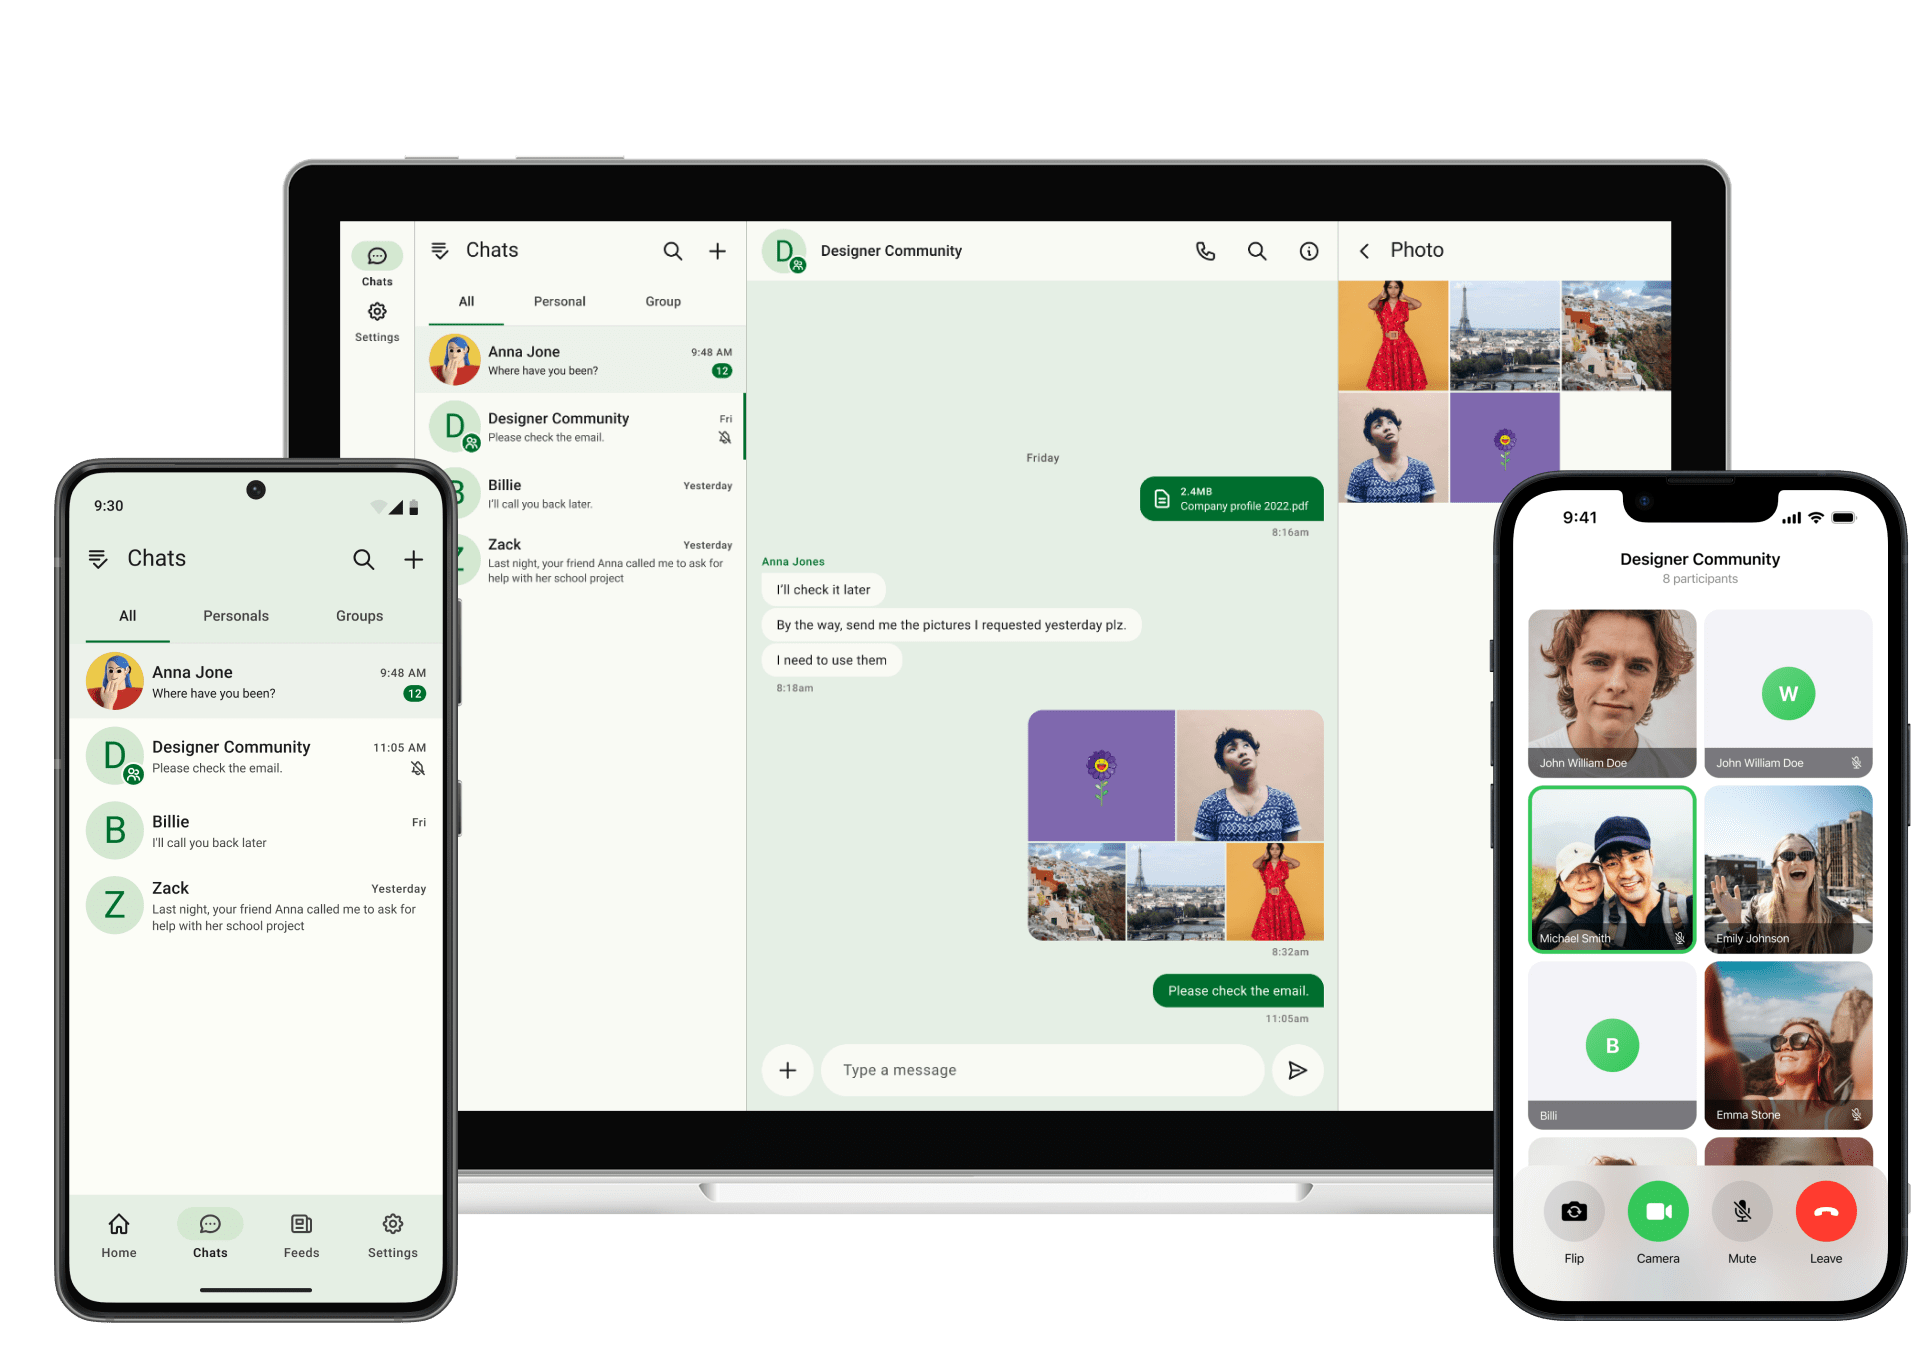 Chats
Settings
Chats
All Personal Group
Anna Jone 9:48 AM
Where have you been? 12
D Designer Community Fri
Please check the email.
B Billie Yesterday
I'll call you back later.
Z Zack Yesterday
Last night, your friend Anna called me to ask for
help with her school project
D Designer Community
Friday
2.4MB
Company profile 2022.pdf
8:16am
Anna Jones
I'll check it later
By the way, send me the pictures I requested yesterday plz.
I need to use them
8:18am
8:32am
Please check the email.
11:05am
Type a message
Photo
9:30
Chats
All Personals Groups
Anna Jone 9:48 AM
Where have you been? 12
D Designer Community 11:05 AM
Please check the email.
B Billie Fri
I'll call you back later
Z Zack Yesterday
Last night, your friend Anna called me to ask for
help with her school project
Home Chats Feeds Settings
9:41
Designer Community
8 participants
W
John William Doe John William Doe
Michael Smith Emily Johnson
B
Billi Emma Stone
Flip Camera Mute Leave